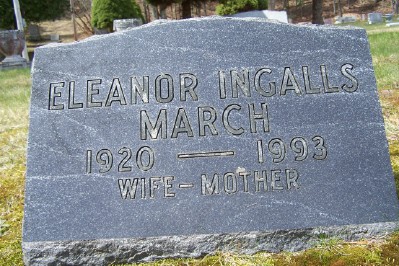 ELEANOR INGALLS
MARCH
1920 — 1993
WIFE - MOTHER